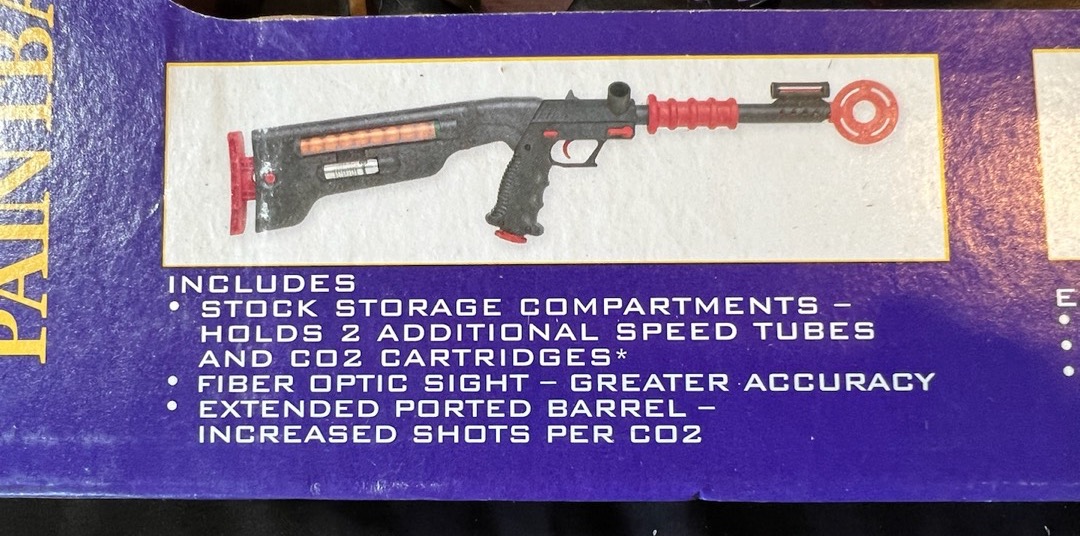 INCLUDES
• STOCK STORAGE COMPARTMENTS –
HOLDS 2 ADDITIONAL SPEED TUBES
AND CO2 CARTRIDGES*
• FIBER OPTIC SIGHT – GREATER ACCURACY
• EXTENDED PORTED BARREL –
INCREASED SHOTS PER CO2